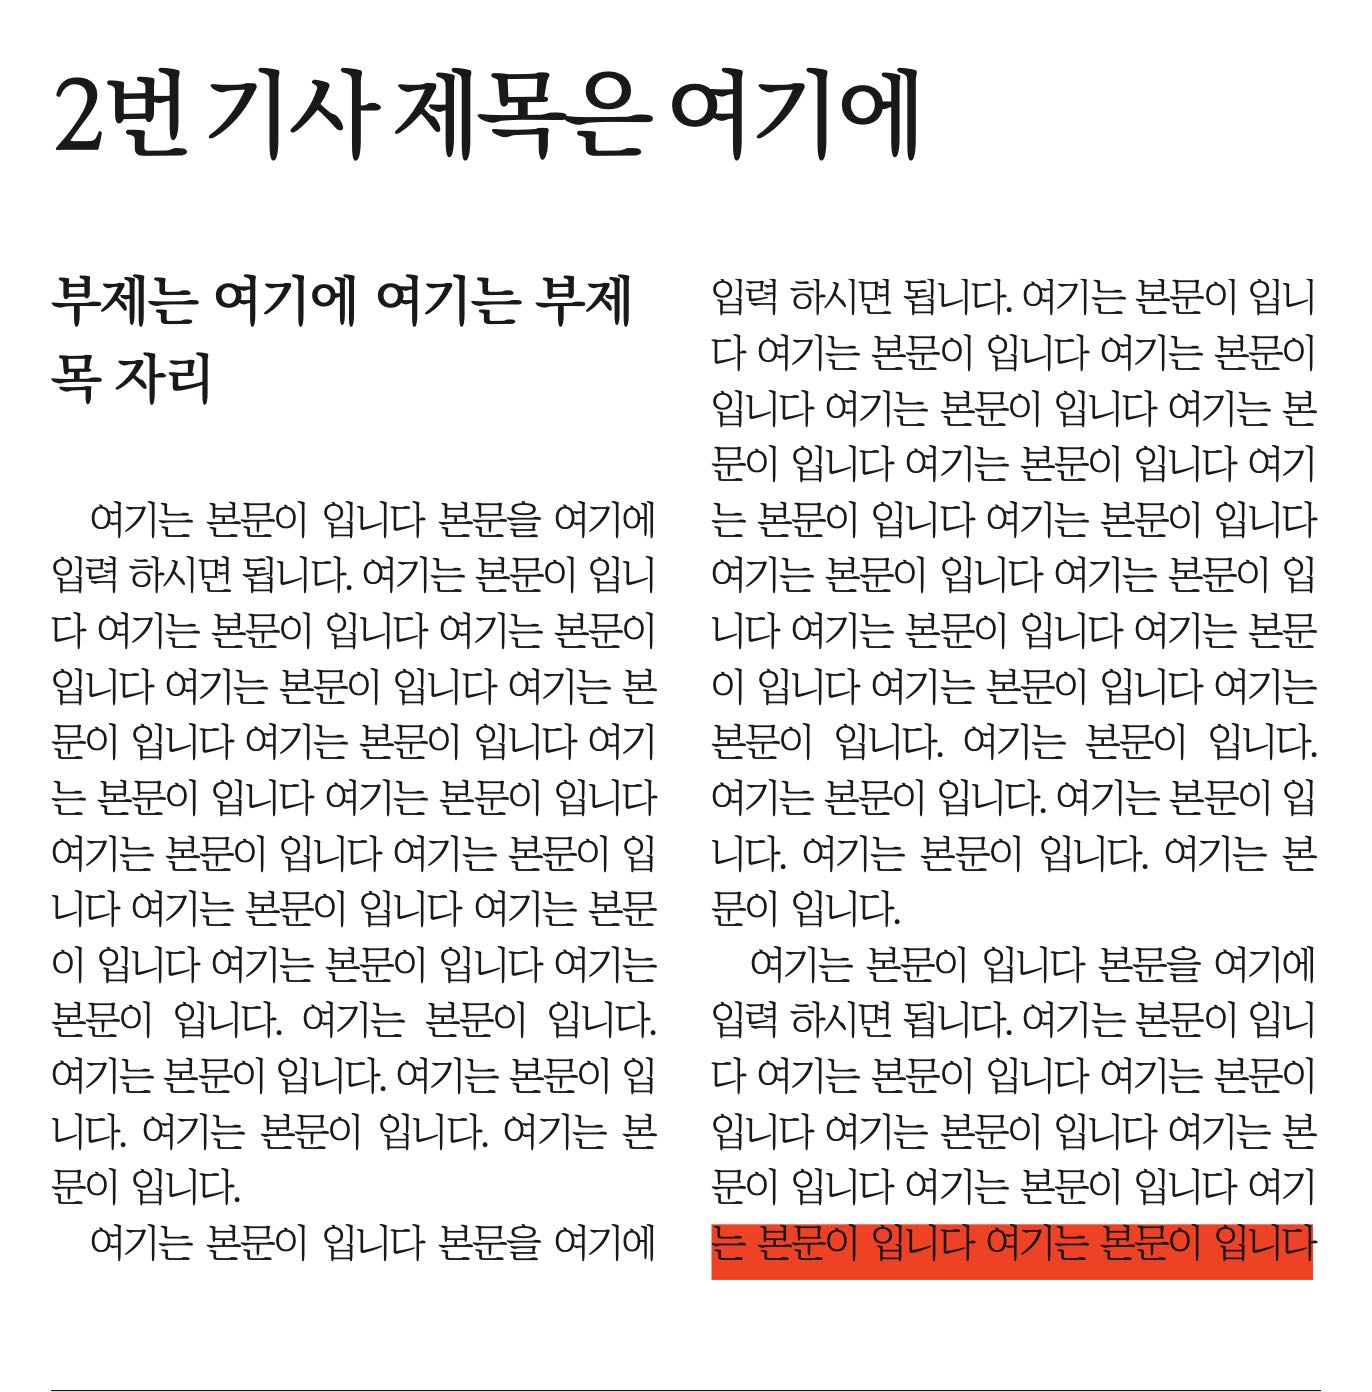 2번 기사 제목은 여기에
부제는 여기에 여기는 부제
목 자리
여기는 본문이 입니다 본문을 여기에
입력 하시면 됩니다. 여기는 본문이 입니
다 여기는 본문이 입니다 여기는 본문이
입니다 여기는 본문이 입니다 여기는 본
문이 입니다 여기는 본문이 입니다 여기
는 본문이 입니다 여기는 본문이 입니다
여기는 본문이 입니다 여기는 본문이 입
니다 여기는 본문이 입니다 여기는 본문
이 입니다 여기는 본문이 입니다 여기는
본문이 입니다. 여기는 본문이 입니다.
여기는 본문이 입니다. 여기는 본문이 입
니다. 여기는 본문이 입니다. 여기는 본
문이 입니다.
여기는 본문이 입니다 본문을 여기에
입력 하시면 됩니다. 여기는 본문이 입니
다 여기는 본문이 입니다 여기는 본문이
입니다 여기는 본문이 입니다 여기는 본
문이 입니다 여기는 본문이 입니다 여기
는 본문이 입니다 여기는 본문이 입니다
여기는 본문이 입니다 여기는 본문이 입
니다 여기는 본문이 입니다 여기는 본문
이 입니다 여기는 본문이 입니다 여기는
본문이 입니다. 여기는 본문이 입니다.
여기는 본문이 입니다. 여기는 본문이 입
니다. 여기는 본문이 입니다. 여기는 본
문이 입니다.
여기는 본문이 입니다 본문을 여기에
입력 하시면 됩니다. 여기는 본문이 입니
다 여기는 본문이 입니다 여기는 본문이
입니다 여기는 본문이 입니다 여기는 본
문이 입니다 여기는 본문이 입니다 여기
는 본문이 입니다 여기는 본문이 입니다